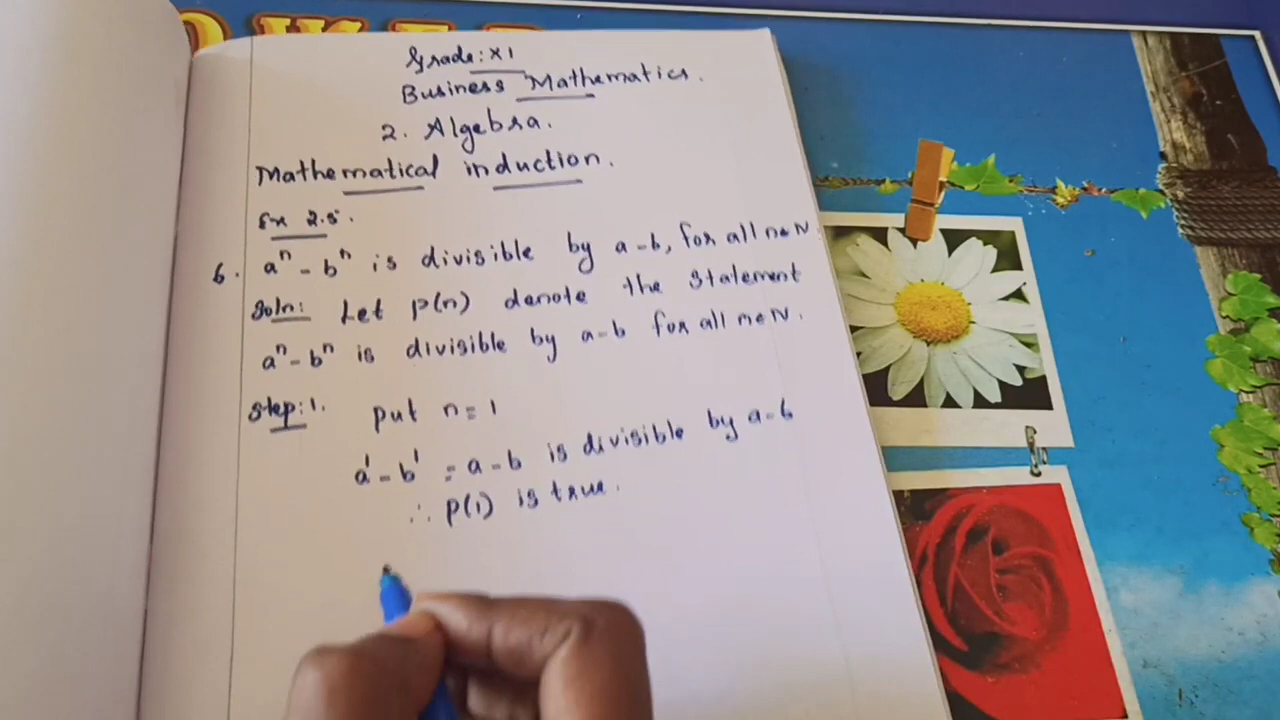 Grade: XI
Business Mathematics.
2. Algebra.
Mathematical induction.
Ex 2.5.
6. aⁿ - bⁿ is divisible by a-b, for all n∈N.
Soln: Let P(n) denote the statement
aⁿ - bⁿ is divisible by a-b for all n∈N.
Step: 1. put n = 1
a¹ - b¹ = a-b is divisible by a-b
∴ P(1) is true.